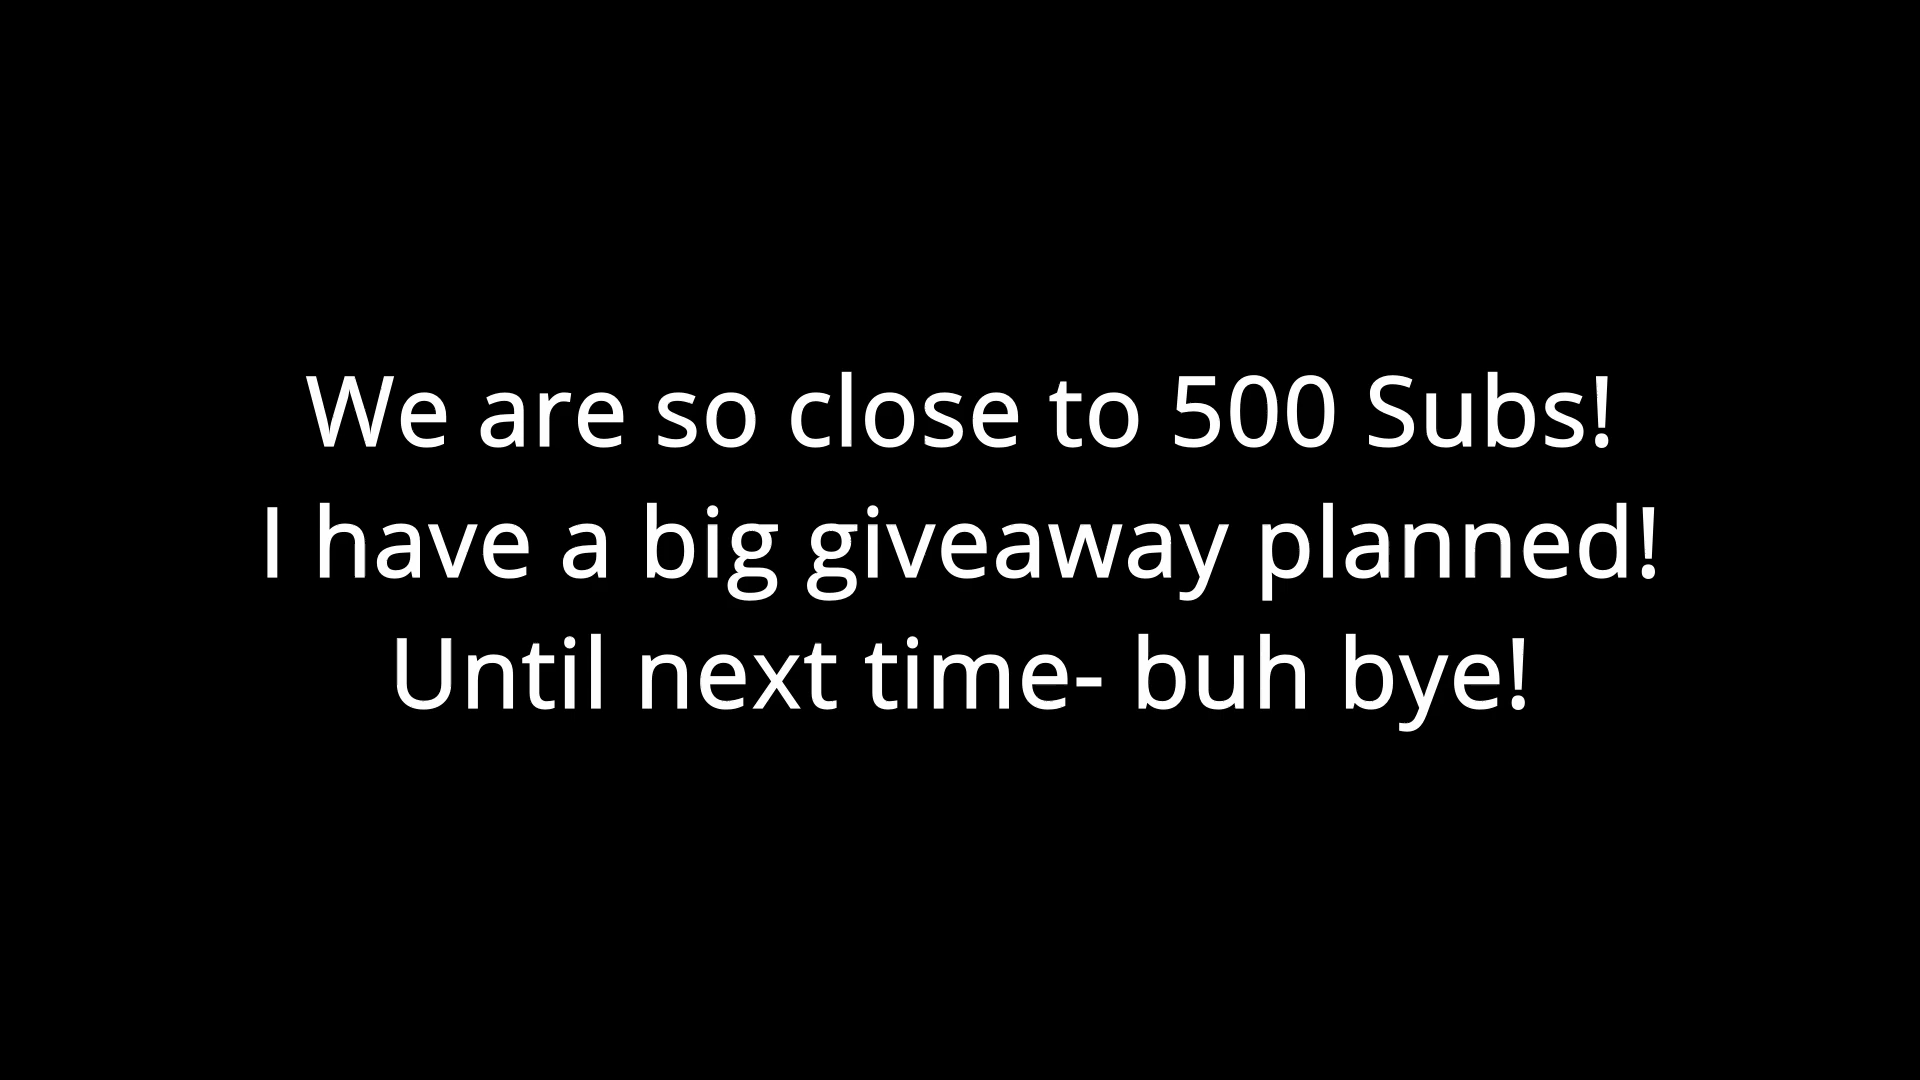 We are so close to 500 Subs!
I have a big giveaway planned!
Until next time- buh bye!